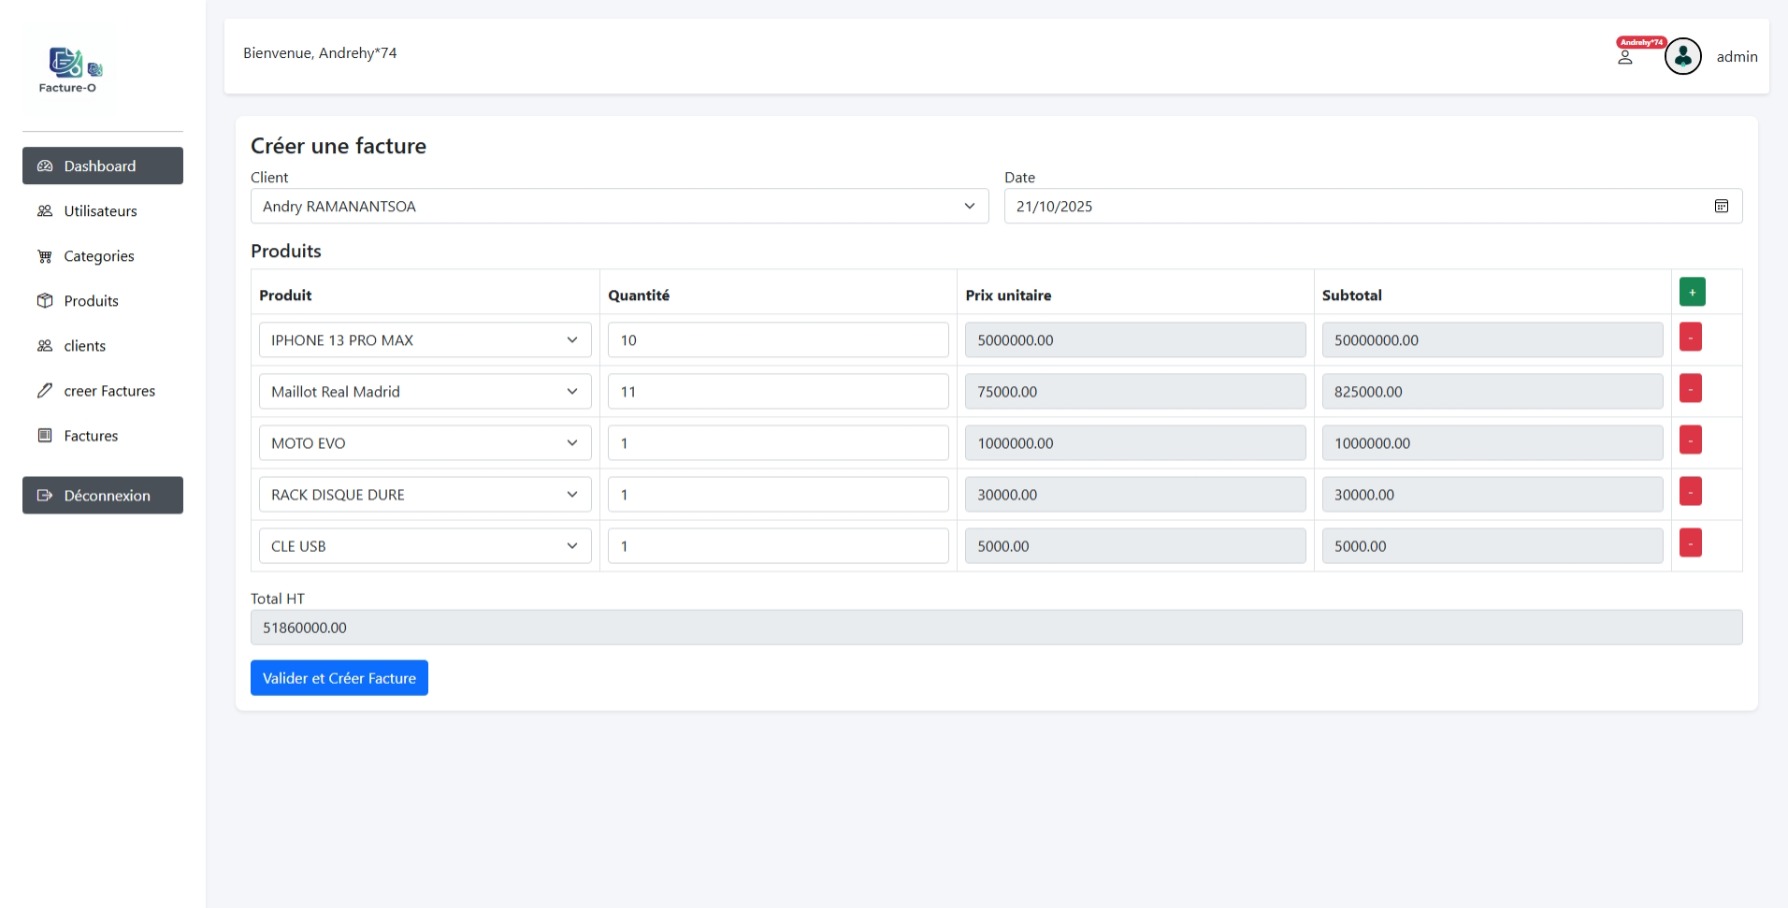 Facture-O
Dashboard
Utilisateurs
Categories
Produits
clients
creer Factures
Factures
Déconnexion
Bienvenue, Andrehy*74
Andrehy*74
admin
Créer une facture
Client
Date
Andry RAMANANTSOA
21/10/2025
Produits
Produit Quantité Prix unitaire Subtotal +
IPHONE 13 PRO MAX 10 5000000.00 50000000.00 -
Maillot Real Madrid 11 75000.00 825000.00 -
MOTO EVO 1 1000000.00 1000000.00 -
RACK DISQUE DURE 1 30000.00 30000.00 -
CLE USB 1 5000.00 5000.00 -
Total HT
51860000.00
Valider et Créer Facture